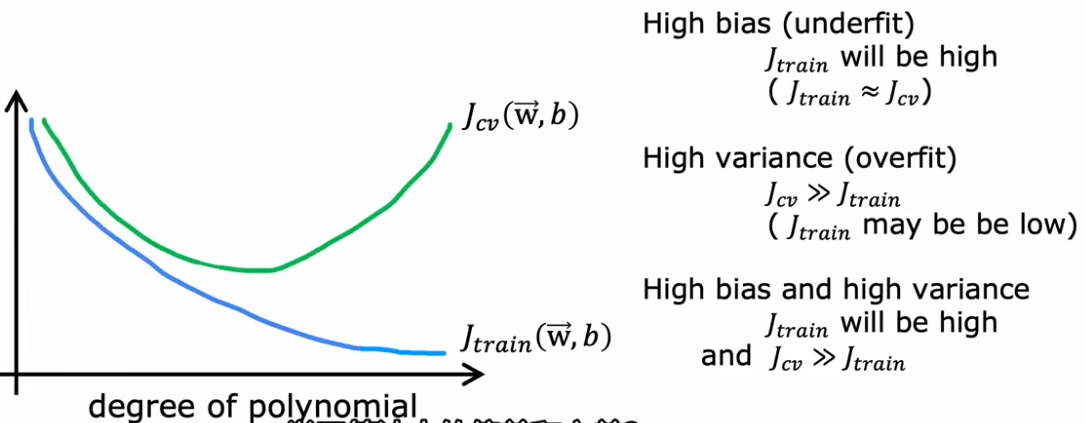 J_cv(w⃗, b)
J_train(w⃗, b)
degree of polynomial
High bias (underfit)
J_train will be high
( J_train ≈ J_cv)
High variance (overfit)
J_cv ≫ J_train
( J_train may be be low)
High bias and high variance
J_train will be high
and J_cv ≫ J_train